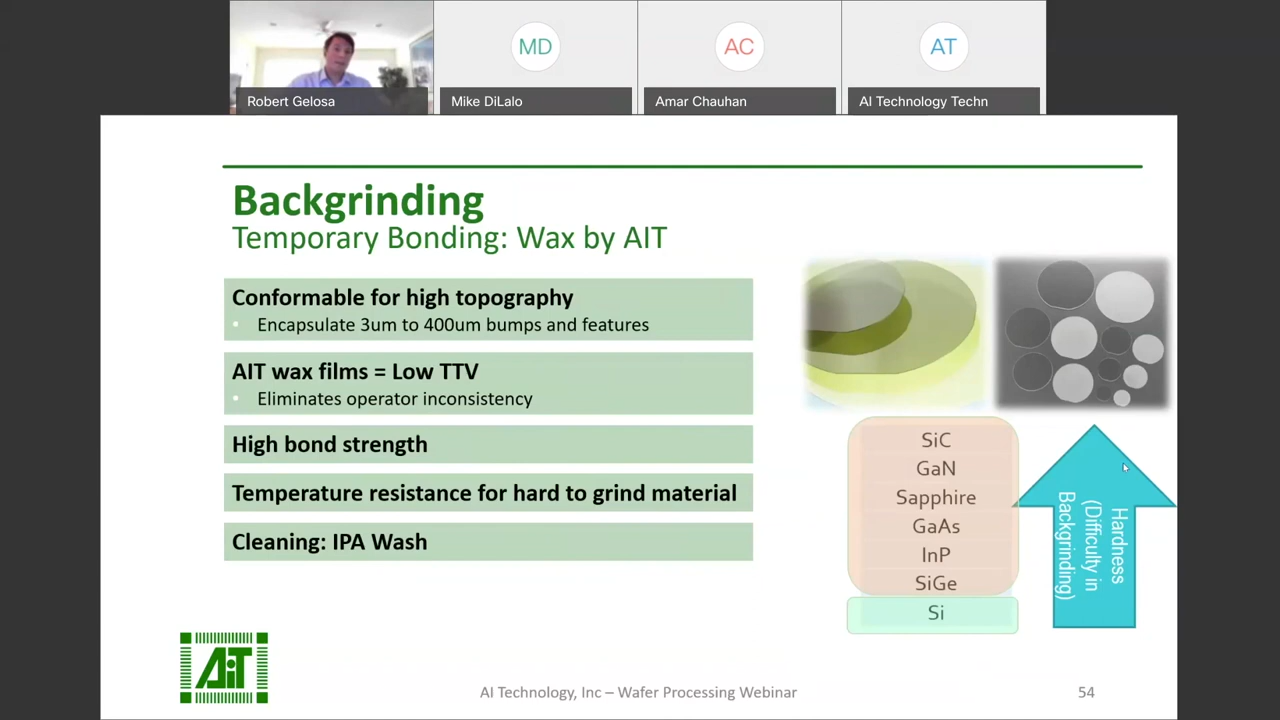 MD
AC
AT
Robert Gelosa
Mike DiLalo
Amar Chauhan
AI Technology Techn
Backgrinding
Temporary Bonding: Wax by AIT
Conformable for high topography
• Encapsulate 3um to 400um bumps and features
AIT wax films = Low TTV
• Eliminates operator inconsistency
High bond strength
Temperature resistance for hard to grind material
Cleaning: IPA Wash
SiC
GaN
Sapphire
GaAs
InP
SiGe
Si
Hardness
(Difficulty in
Backgrinding)
AiT
AI Technology, Inc – Wafer Processing Webinar
54